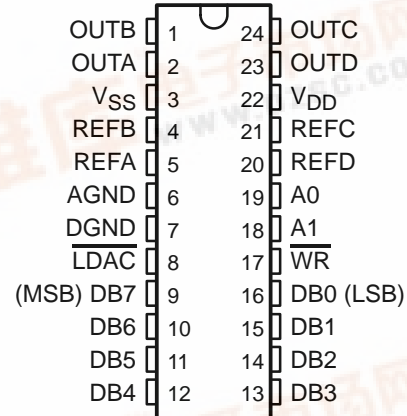 OUTB 1 24 OUTC
OUTA 2 23 OUTD
VSS 3 22 VDD
REFB 4 21 REFC
REFA 5 20 REFD
AGND 6 19 A0
DGND 7 18 A1
LDAC 8 17 WR
(MSB) DB7 9 16 DB0 (LSB)
DB6 10 15 DB1
DB5 11 14 DB2
DB4 12 13 DB3